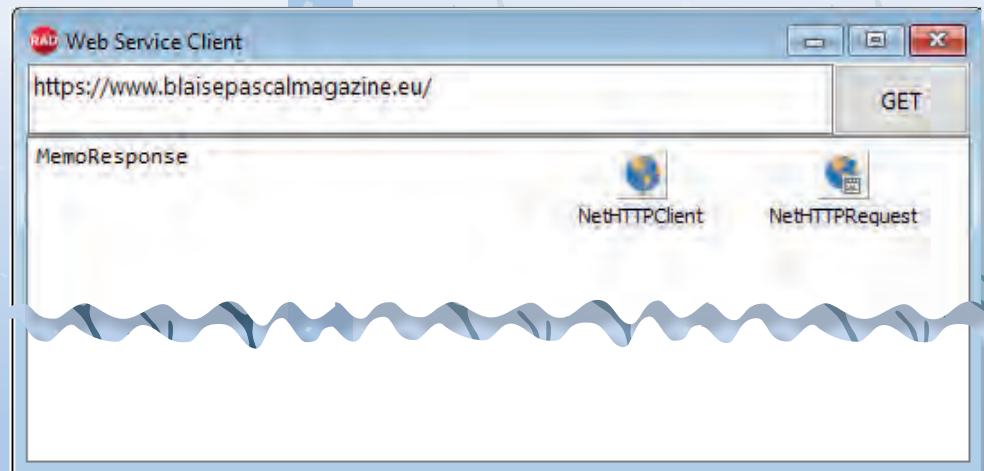 RAD Web Service Client
https://www.blaisepascalmagazine.eu/
GET
MemoResponse
NetHTTPClient
NetHTTPRequest